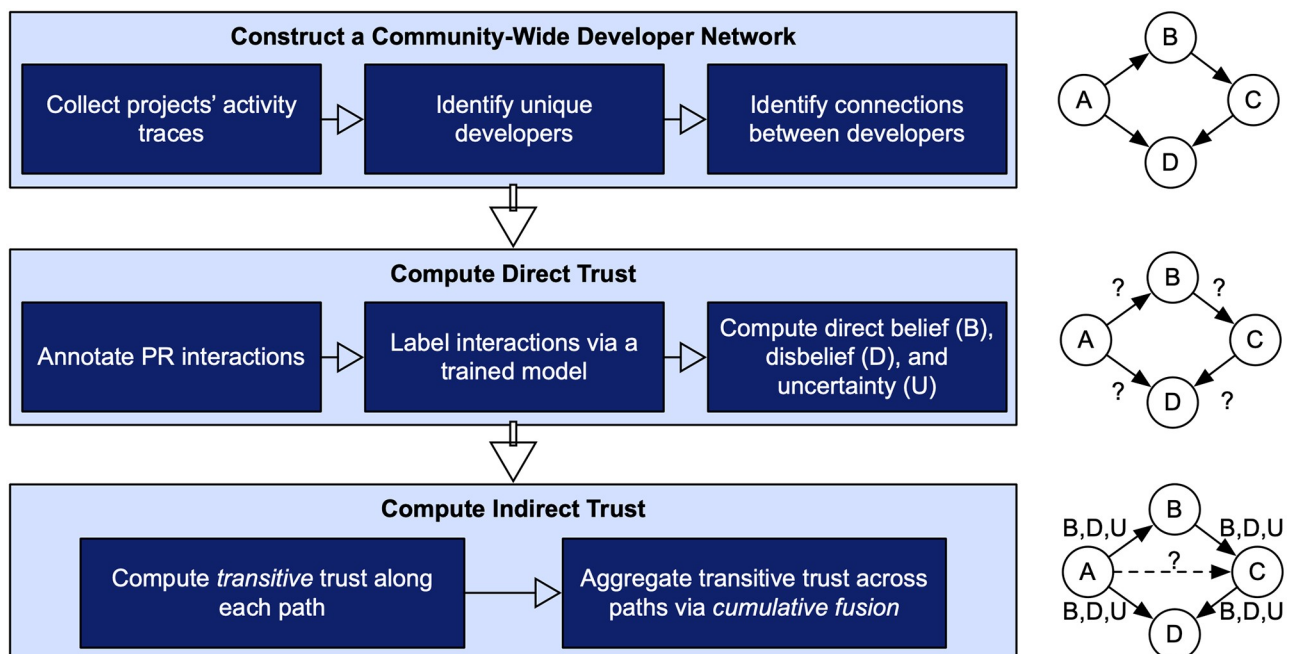 Construct a Community-Wide Developer Network
Collect projects’ activity
traces
Identify unique
developers
Identify connections
between developers
B
A
C
D
Compute Direct Trust
Annotate PR interactions
Label interactions via a
trained model
Compute direct belief (B),
disbelief (D), and
uncertainty (U)
B
?
?
A
C
?
?
D
Compute Indirect Trust
Compute transitive trust along
each path
Aggregate transitive trust across
paths via cumulative fusion
B
B,D,U
B,D,U
?
A
C
B,D,U
B,D,U
D